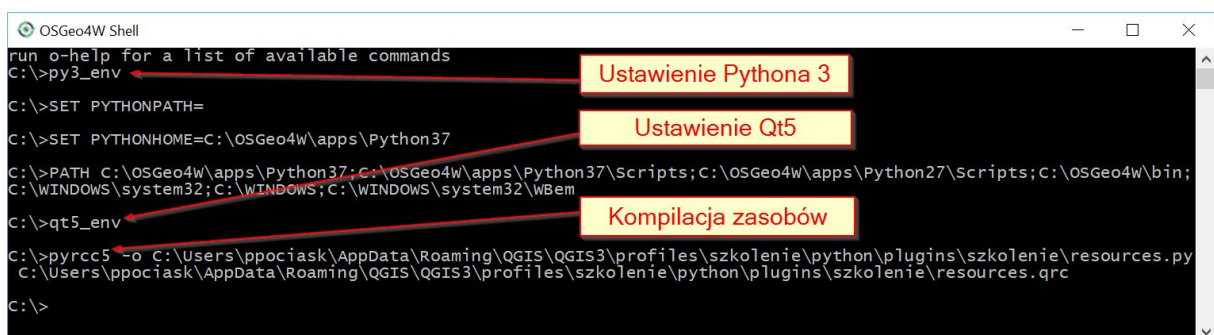 OSGeo4W Shell
run o-help for a list of available commands
C:\>py3_env
Ustawienie Pythona 3
C:\>SET PYTHONPATH=
C:\>SET PYTHONHOME=C:\OSGeo4W\apps\Python37
Ustawienie Qt5
C:\>PATH C:\OSGeo4W\apps\Python37;C:\OSGeo4W\apps\Python37\Scripts;C:\OSGeo4W\apps\Python27\Scripts;C:\OSGeo4W\bin;
C:\WINDOWS\system32;C:\WINDOWS;C:\WINDOWS\system32\WBem
C:\>qt5_env
Kompilacja zasobów
C:\>pyrcc5 -o C:\Users\ppociask\AppData\Roaming\QGIS\QGIS3\profiles\szkolenie\python\plugins\szkolenie\resources.py
C:\Users\ppociask\AppData\Roaming\QGIS\QGIS3\profiles\szkolenie\python\plugins\szkolenie\resources.qrc
C:\>